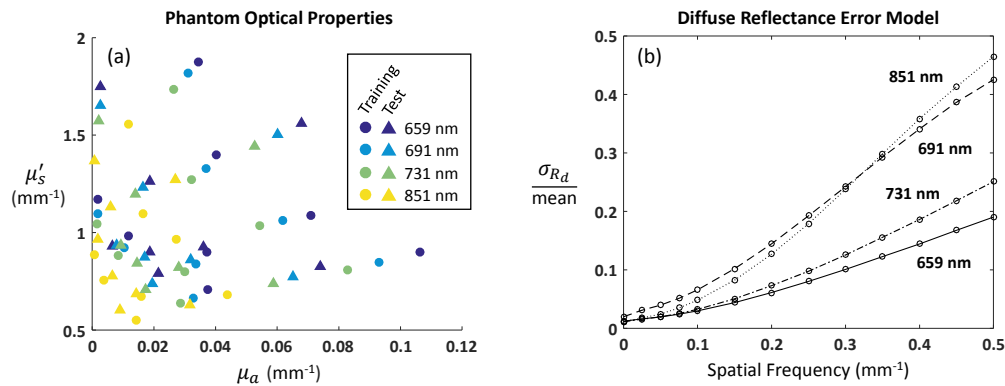 Phantom Optical Properties
(a)
2
1.5
1
0.5
μ's
(mm-1)
0
0.02
0.04
0.06
0.08
0.1
0.12
μa (mm-1)
Training
Test
659 nm
691 nm
731 nm
851 nm
Diffuse Reflectance Error Model
(b)
0.5
0.4
0.3
0.2
0.1
0
σRd
mean
0
0.1
0.2
0.3
0.4
0.5
Spatial Frequency (mm-1)
851 nm
691 nm
731 nm
659 nm